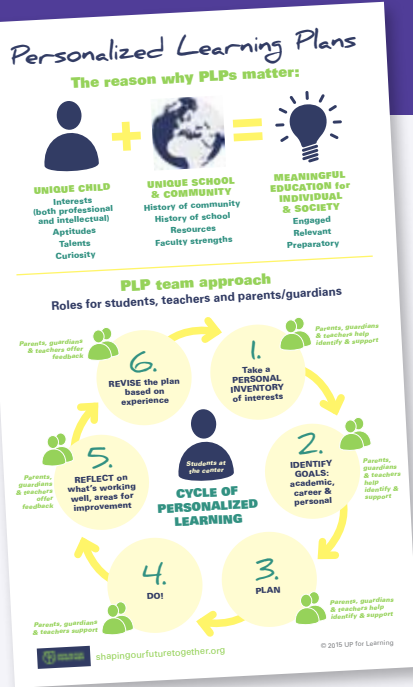 Personalized Learning Plans
The reason why PLPs matter:
UNIQUE CHILD
Interests
(both professional
and intellectual)
Aptitudes
Talents
Curiosity
+
UNIQUE SCHOOL
& COMMUNITY
History of community
History of school
Resources
Faculty strengths
=
MEANINGFUL
EDUCATION for
INDIVIDUAL
& SOCIETY
Engaged
Relevant
Preparatory
PLP team approach
Roles for students, teachers and parents/guardians
1.
Take a
PERSONAL
INVENTORY
of interests
Parents, guardians
& teachers help
identify & support
2.
IDENTIFY
GOALS:
academic,
career &
personal
Parents,
guardians
& teachers
help
identify &
support
3.
PLAN
Parents, guardians
& teachers help
identify & support
4.
DO!
Parents, guardians
& teachers support
5.
REFLECT on
what's working
well, areas for
improvement
Parents,
guardians
& teachers
offer
feedback
6.
REVISE the plan
based on
experience
Parents, guardians
& teachers offer
feedback
Students at
the center
CYCLE OF
PERSONALIZED
LEARNING
shapingourfuturetogether.org
© 2015 UP for Learning